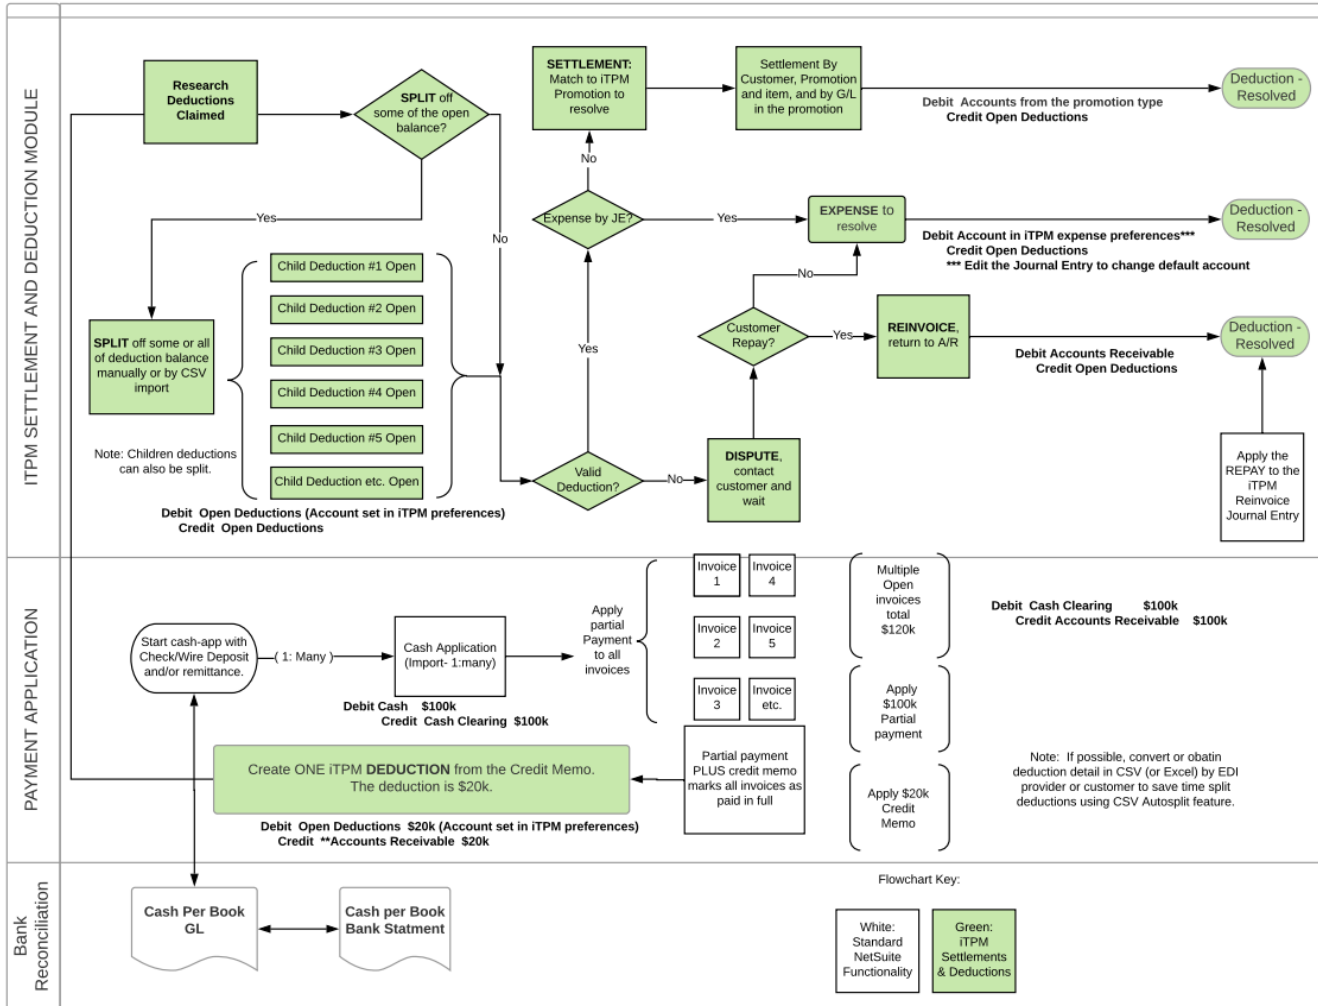 ITPM SETTLEMENT AND DEDUCTION MODULE
Research
Deductions
Claimed
SPLIT off
some of the open
balance?
SETTLEMENT:
Match to iTPM
Promotion to
resolve
Settlement By
Customer, Promotion
and item, and by G/L
in the promotion
Debit Accounts from the promotion type
Credit Open Deductions
Deduction -
Resolved
No
Yes
No
Expense by JE?
Yes
EXPENSE to
resolve
Debit Account in iTPM expense preferences***
Credit Open Deductions
*** Edit the Journal Entry to change default account
Deduction -
Resolved
No
SPLIT off some or all
of deduction balance
manually or by CSV
import
Note: Children deductions
can also be split.
Child Deduction #1 Open
Child Deduction #2 Open
Child Deduction #3 Open
Child Deduction #4 Open
Child Deduction #5 Open
Child Deduction etc. Open
Debit Open Deductions (Account set in iTPM preferences)
Credit Open Deductions
Yes
Valid
Deduction?
No
DISPUTE,
contact
customer and
wait
Customer
Repay?
Yes
REINVOICE,
return to A/R
Debit Accounts Receivable
Credit Open Deductions
Deduction -
Resolved
Apply the
REPAY to the
iTPM
Reinvoice
Journal Entry
PAYMENT APPLICATION
Start cash-app with
Check/Wire Deposit
and/or remittance.
( 1: Many )
Cash Application
(Import- 1:many)
Debit Cash $100k
Credit Cash Clearing $100k
Apply
partial
Payment
to all
invoices
Invoice
1
Invoice
4
Invoice
2
Invoice
5
Invoice
3
Invoice
etc.
Multiple
Open
invoices
total
$120k
Debit Cash Clearing $100k
Credit Accounts Receivable $100k
Apply
$100k
Partial
payment
Create ONE iTPM DEDUCTION from the Credit Memo.
The deduction is $20k.
Debit Open Deductions $20k (Account set in iTPM preferences)
Credit **Accounts Receivable $20k
Partial payment
PLUS credit memo
marks all invoices as
paid in full
Apply $20k
Credit
Memo
Note: If possible, convert or obatin
deduction detail in CSV (or Excel) by EDI
provider or customer to save time split
deductions using CSV Autosplit feature.
Bank
Reconciliation
Cash Per Book
GL
Cash per Book
Bank Statment
Flowchart Key:
White:
Standard
NetSuite
Functionality
Green:
iTPM
Settlements
& Deductions